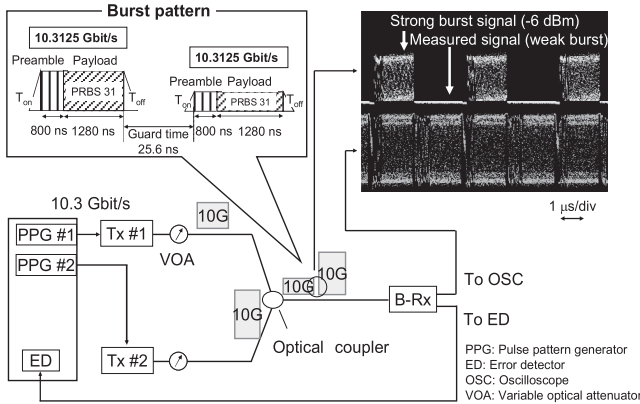 Burst pattern
10.3125 Gbit/s
10.3125 Gbit/s
Preamble Payload
Preamble Payload
Ton PRBS 31 Toff
Ton PRBS 31 Toff
800 ns 1280 ns
Guard time
25.6 ns
800 ns 1280 ns
Strong burst signal (-6 dBm)
Measured signal (weak burst)
1 μs/div
10.3 Gbit/s
PPG #1
Tx #1
VOA
10G
PPG #2
10G
10G
10G
B-Rx
To OSC
To ED
Optical coupler
ED
Tx #2
PPG: Pulse pattern generator
ED: Error detector
OSC: Oscilloscope
VOA: Variable optical attenuator